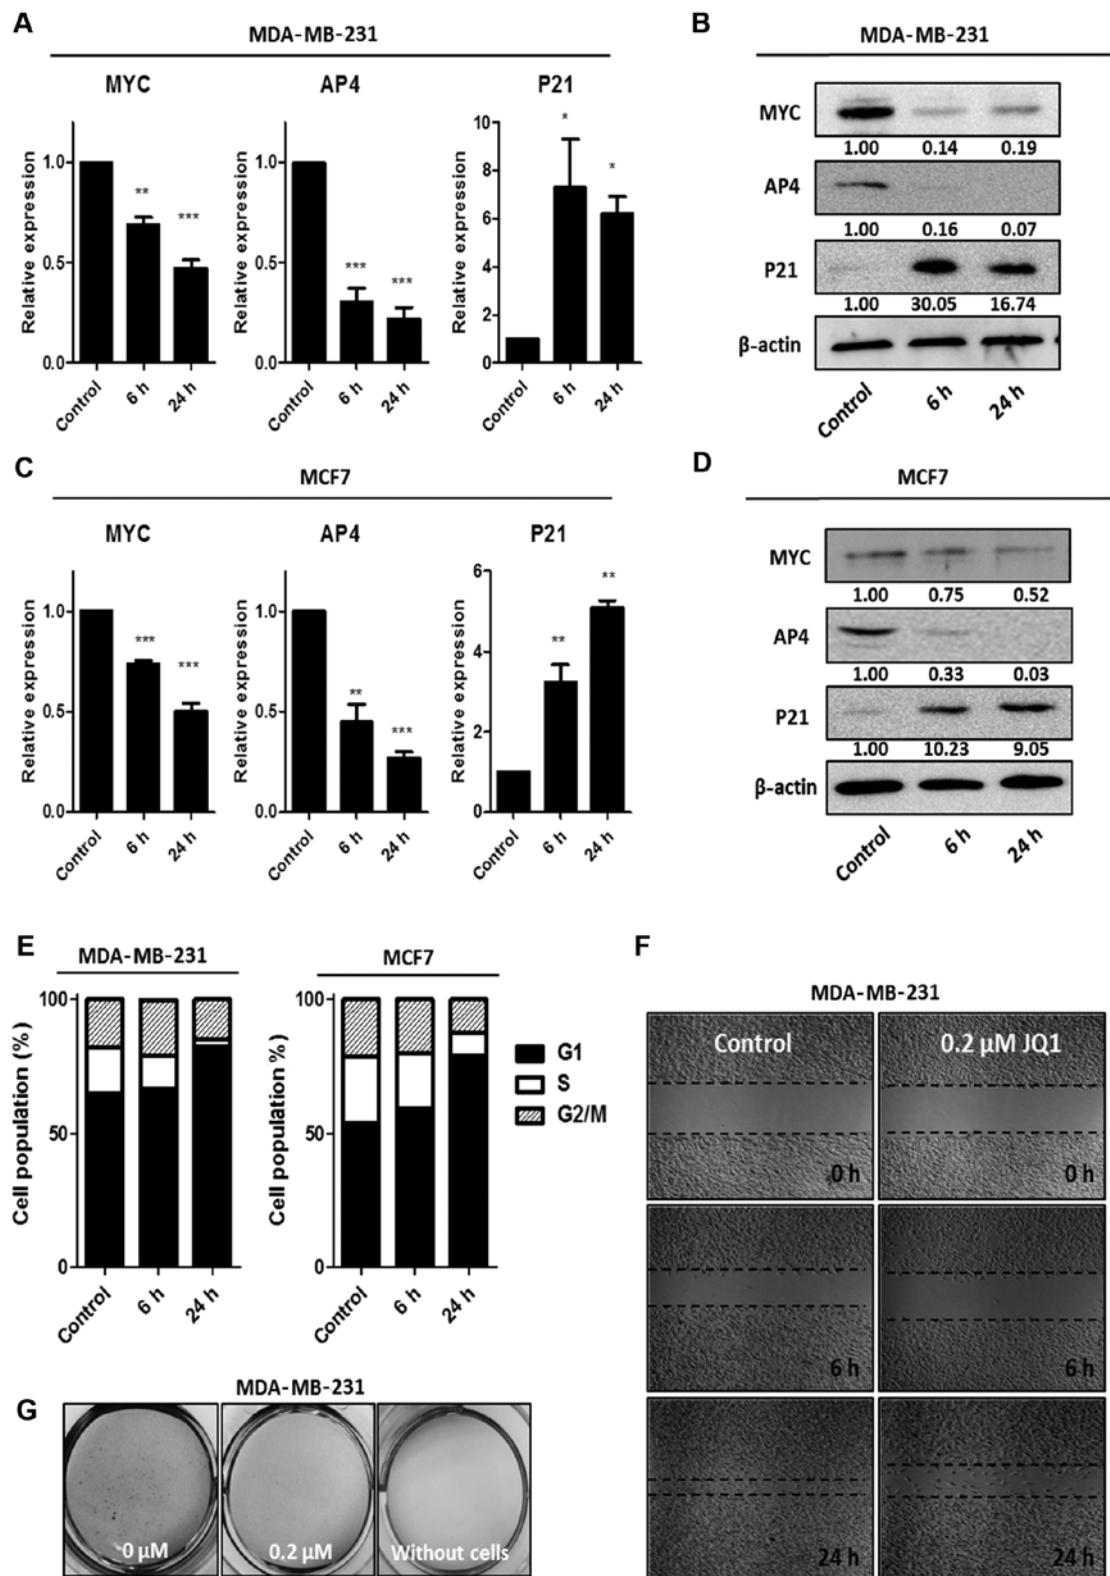 A
MDA-MB-231
MYC
AP4
P21
Relative expression
1.0
0.5
0.0
**
***
Control
6 h
24 h
Relative expression
1.0
0.5
0.0
***
***
Control
6 h
24 h
Relative expression
10
8
6
4
2
0
*
*
Control
6 h
24 h
B
MDA-MB-231
MYC
1.00 0.14 0.19
AP4
1.00 0.16 0.07
P21
1.00 30.05 16.74
β-actin
Control 6 h 24 h
C
MCF7
MYC
AP4
P21
Relative expression
1.0
0.5
0.0
***
***
Control
6 h
24 h
Relative expression
1.0
0.5
0.0
**
***
Control
6 h
24 h
Relative expression
6
4
2
0
**
**
Control
6 h
24 h
D
MCF7
MYC
1.00 0.75 0.52
AP4
1.00 0.33 0.03
P21
1.00 10.23 9.05
β-actin
Control 6 h 24 h
E
MDA-MB-231
Cell population (%)
100
50
0
Control
6 h
24 h
MCF7
Cell population %)
100
50
0
Control
6 h
24 h
G1
S
G2/M
F
MDA-MB-231
Control
0.2 µM JQ1
0 h
0 h
6 h
6 h
24 h
24 h
G
MDA-MB-231
0 µM
0.2 µM
Without cells